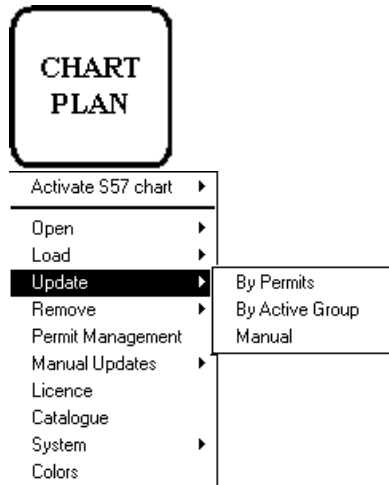 CHART
PLAN
Activate S57 chart
Open
Load
Update
Remove
Permit Management
Manual Updates
Licence
Catalogue
System
Colors
By Permits
By Active Group
Manual